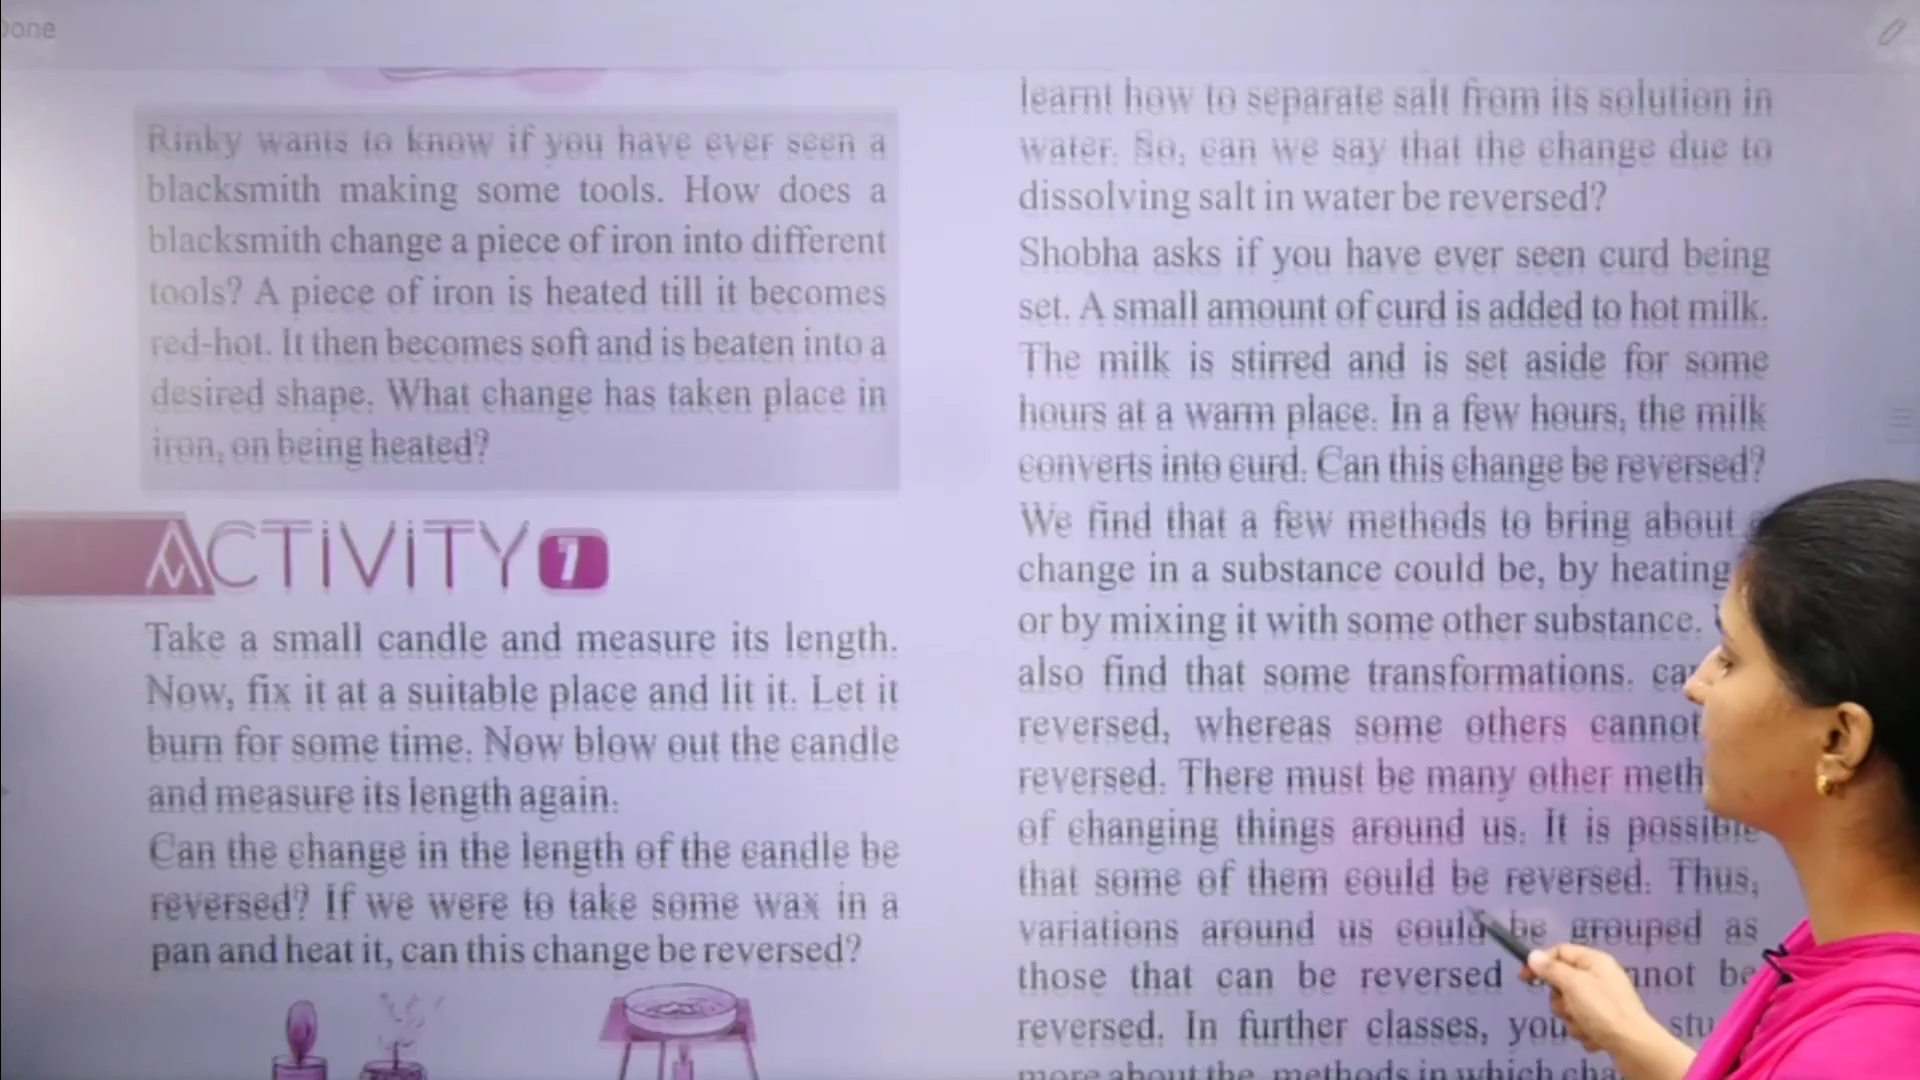 Done
Rinky wants to know if you have ever seen a
blacksmith making some tools. How does a
blacksmith change a piece of iron into different
tools? A piece of iron is heated till it becomes
red-hot. It then becomes soft and is beaten into a
desired shape. What change has taken place in
iron, on being heated?
ACTiViTY 7
Take a small candle and measure its length.
Now, fix it at a suitable place and lit it. Let it
burn for some time. Now blow out the candle
and measure its length again.
Can the change in the length of the candle be
reversed? If we were to take some wax in a
pan and heat it, can this change be reversed?
learnt how to separate salt from its solution in
water. So, can we say that the change due to
dissolving salt in water be reversed?
Shobha asks if you have ever seen curd being
set. A small amount of curd is added to hot milk.
The milk is stirred and is set aside for some
hours at a warm place. In a few hours, the milk
converts into curd. Can this change be reversed?
We find that a few methods to bring about
change in a substance could be, by heating
or by mixing it with some other substance.
also find that some transformations.
reversed, whereas some others cannot
reversed. There must be many other
of changing things around us. It is possible
that some of them could be reversed. Thus,
variations around us could be grouped as
those that can be reversed be
reversed. In further classes, you
more about the methods in which